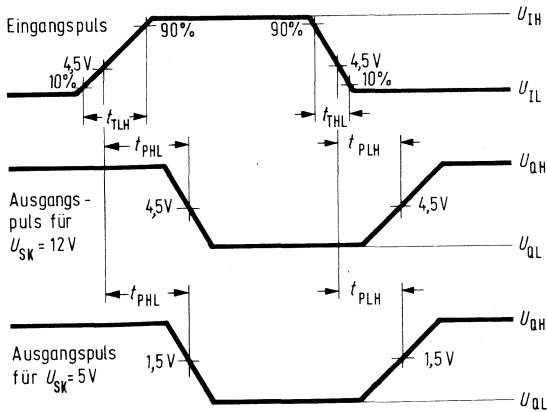 Eingangspuls
90%
90%
U_IH
4,5V
4,5V
10%
10%
U_IL
t_TLH
t_THL
t_PHL
t_PLH
U_QH
Ausgangs-
puls für
U_SK = 12V
4,5V
4,5V
U_QL
t_PHL
t_PLH
U_QH
Ausgangspuls
für U_SK = 5V
1,5V
1,5V
U_QL